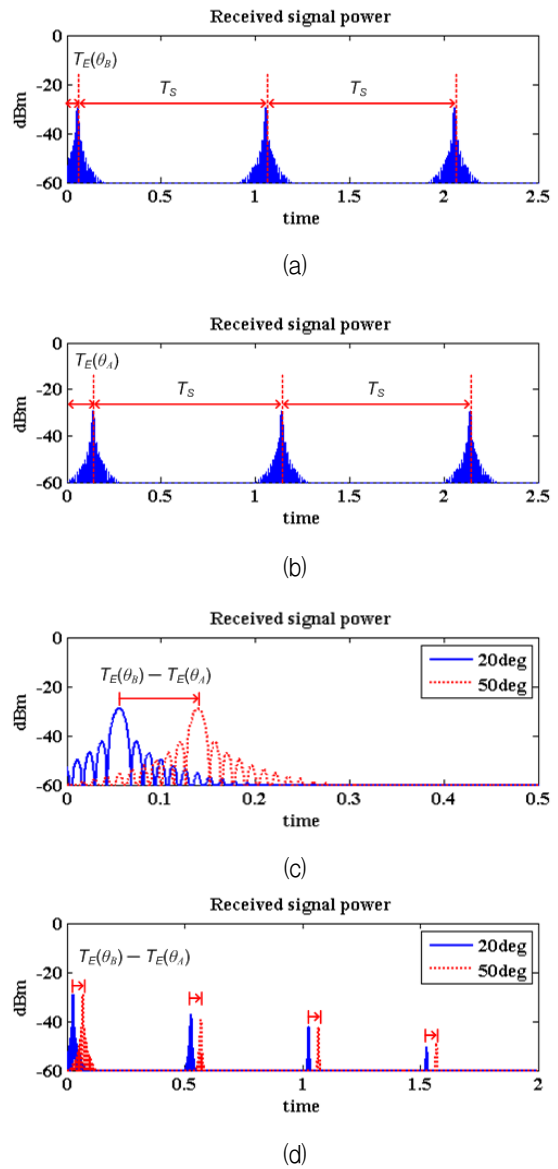 Received signal power
0
T_E(θ_B)
-20
T_S
T_S
dBm
-40
-60
0 0.5 1 1.5 2 2.5
time
(a)
Received signal power
0
T_E(θ_A)
-20
T_S
T_S
dBm
-40
-60
0 0.5 1 1.5 2 2.5
time
(b)
Received signal power
0
20deg
50deg
T_E(θ_B) − T_E(θ_A)
-20
dBm
-40
-60
0 0.1 0.2 0.3 0.4 0.5
time
(c)
Received signal power
0
20deg
50deg
T_E(θ_B) − T_E(θ_A)
-20
dBm
-40
-60
0 0.5 1 1.5 2
time
(d)